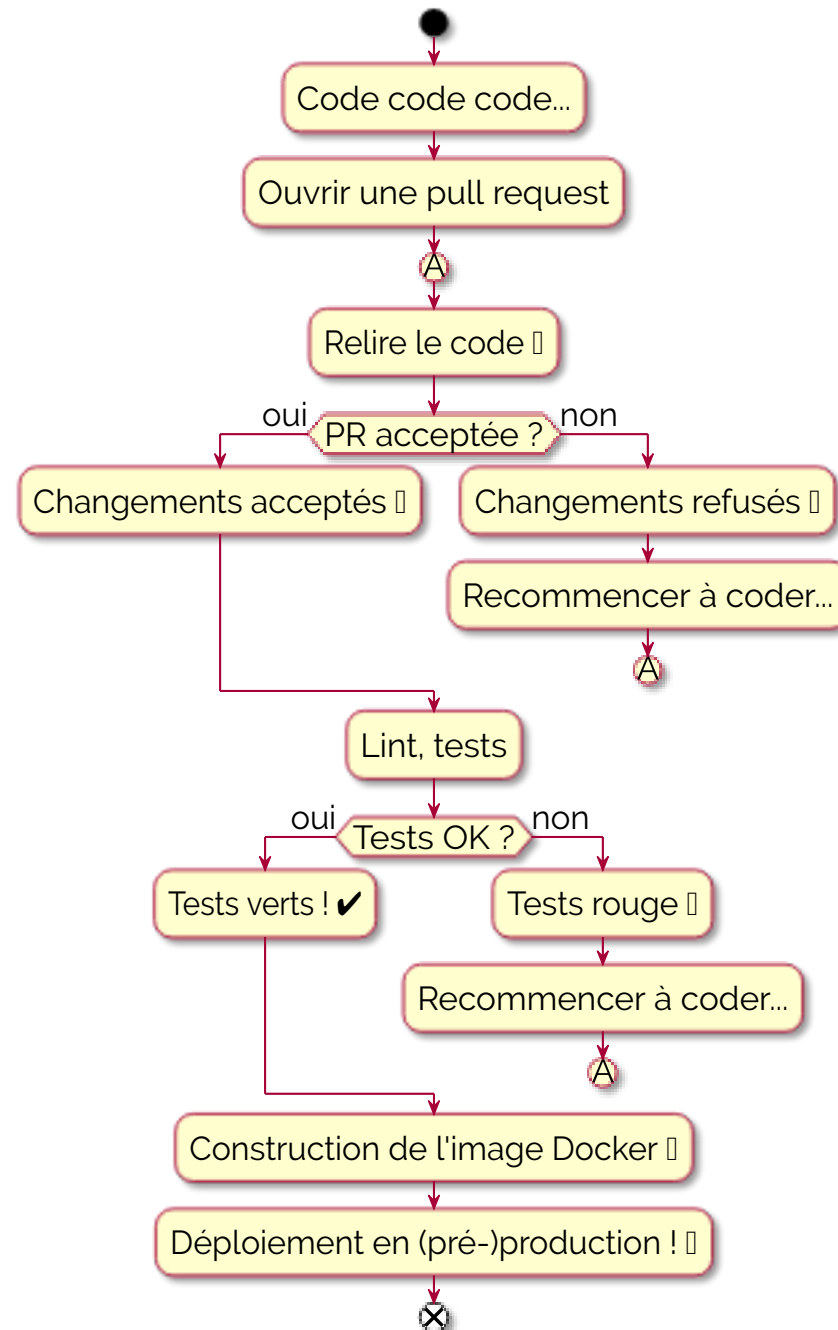 Code code code...
Ouvrir une pull request
A
Relire le code ▯
oui
PR acceptée ?
non
Changements acceptés ▯
Changements refusés ▯
Recommencer à coder...
A
Lint, tests
oui
Tests OK ?
non
Tests verts ! ✔
Tests rouge ▯
Recommencer à coder...
A
Construction de l'image Docker ▯
Déploiement en (pré-)production ! ▯